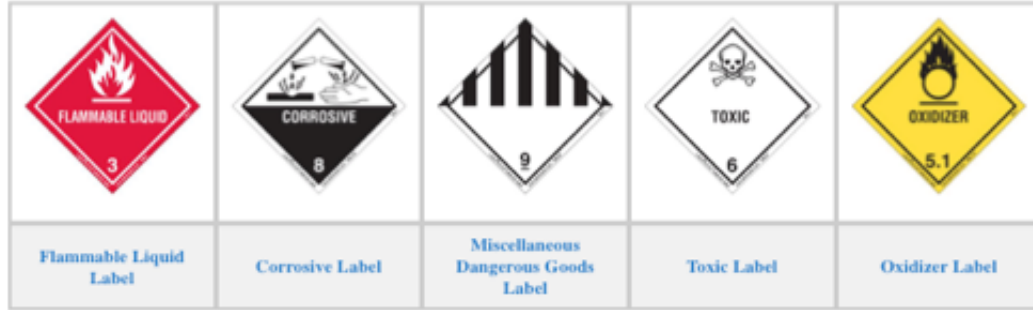 FLAMMABLE LIQUID
3
CORROSIVE
8
9
TOXIC
6
OXIDIZER
5.1
Flammable Liquid
Label
Corrosive Label
Miscellaneous
Dangerous Goods
Label
Toxic Label
Oxidizer Label